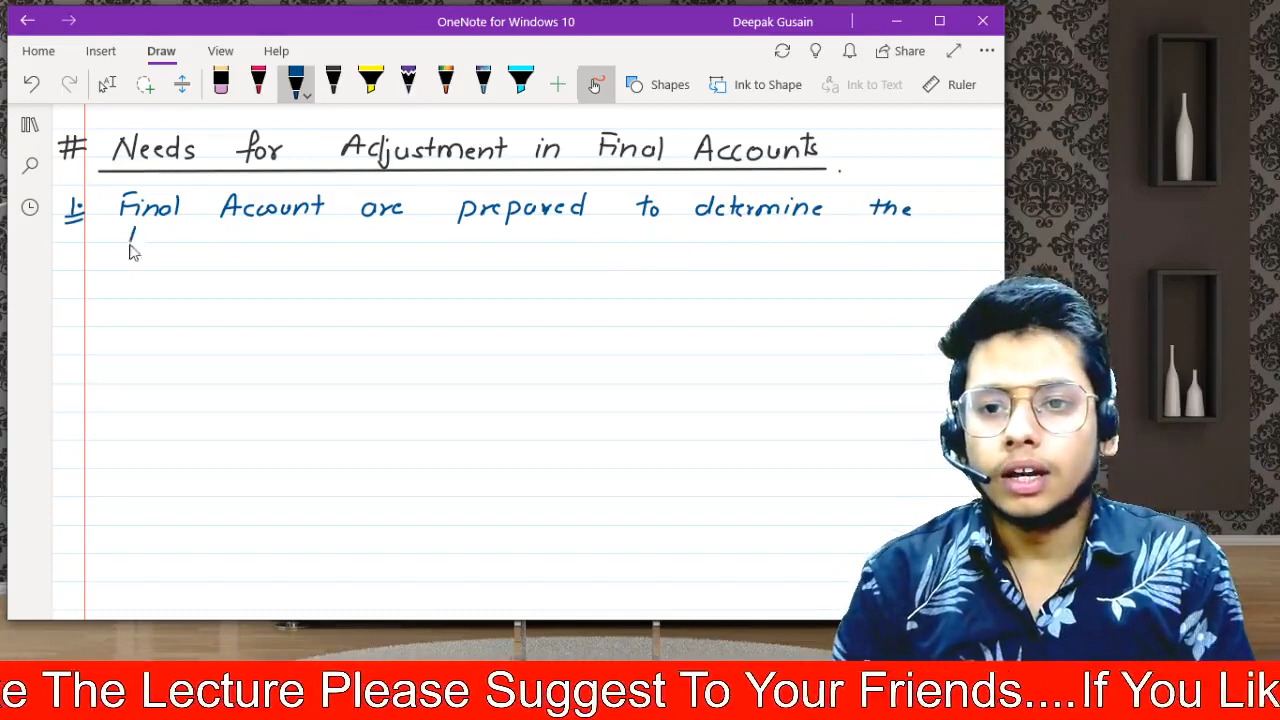 OneNote for Windows 10
Deepak Gusain
Home Insert Draw View Help
Share
Shapes Ink to Shape Ink to Text Ruler
# Needs for Adjustment in Final Accounts.
1. Final Account are prepared to determine the
e The Lecture Please Suggest To Your Friends....If You Lik